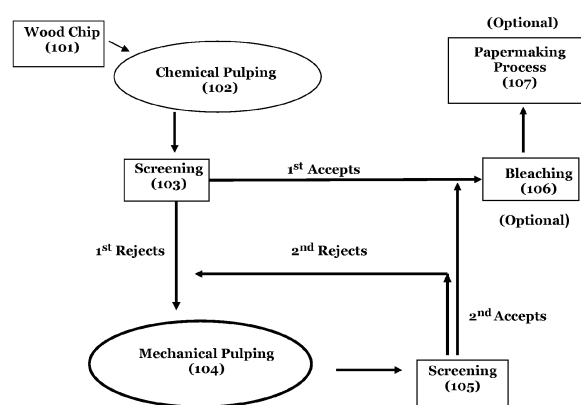 (Optional)
Wood Chip
(101)
Papermaking
Process
(107)
Chemical Pulping
(102)
Screening
(103)
1st Accepts
Bleaching
(106)
(Optional)
1st Rejects
2nd Rejects
2nd Accepts
Mechanical Pulping
(104)
Screening
(105)